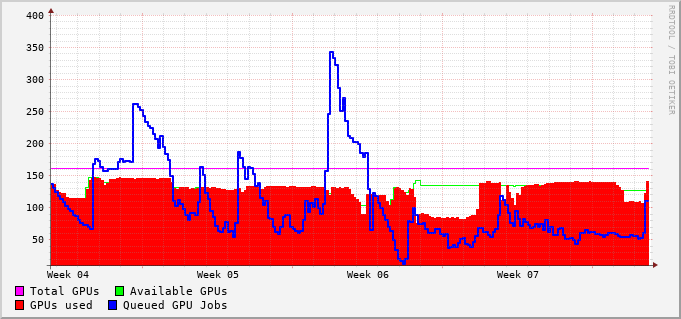 400
350
300
250
200
150
100
50
Week 04 Week 05 Week 06 Week 07
Total GPUs Available GPUs
GPUs used Queued GPU Jobs
RRDTOOL / TOBI OETIKER